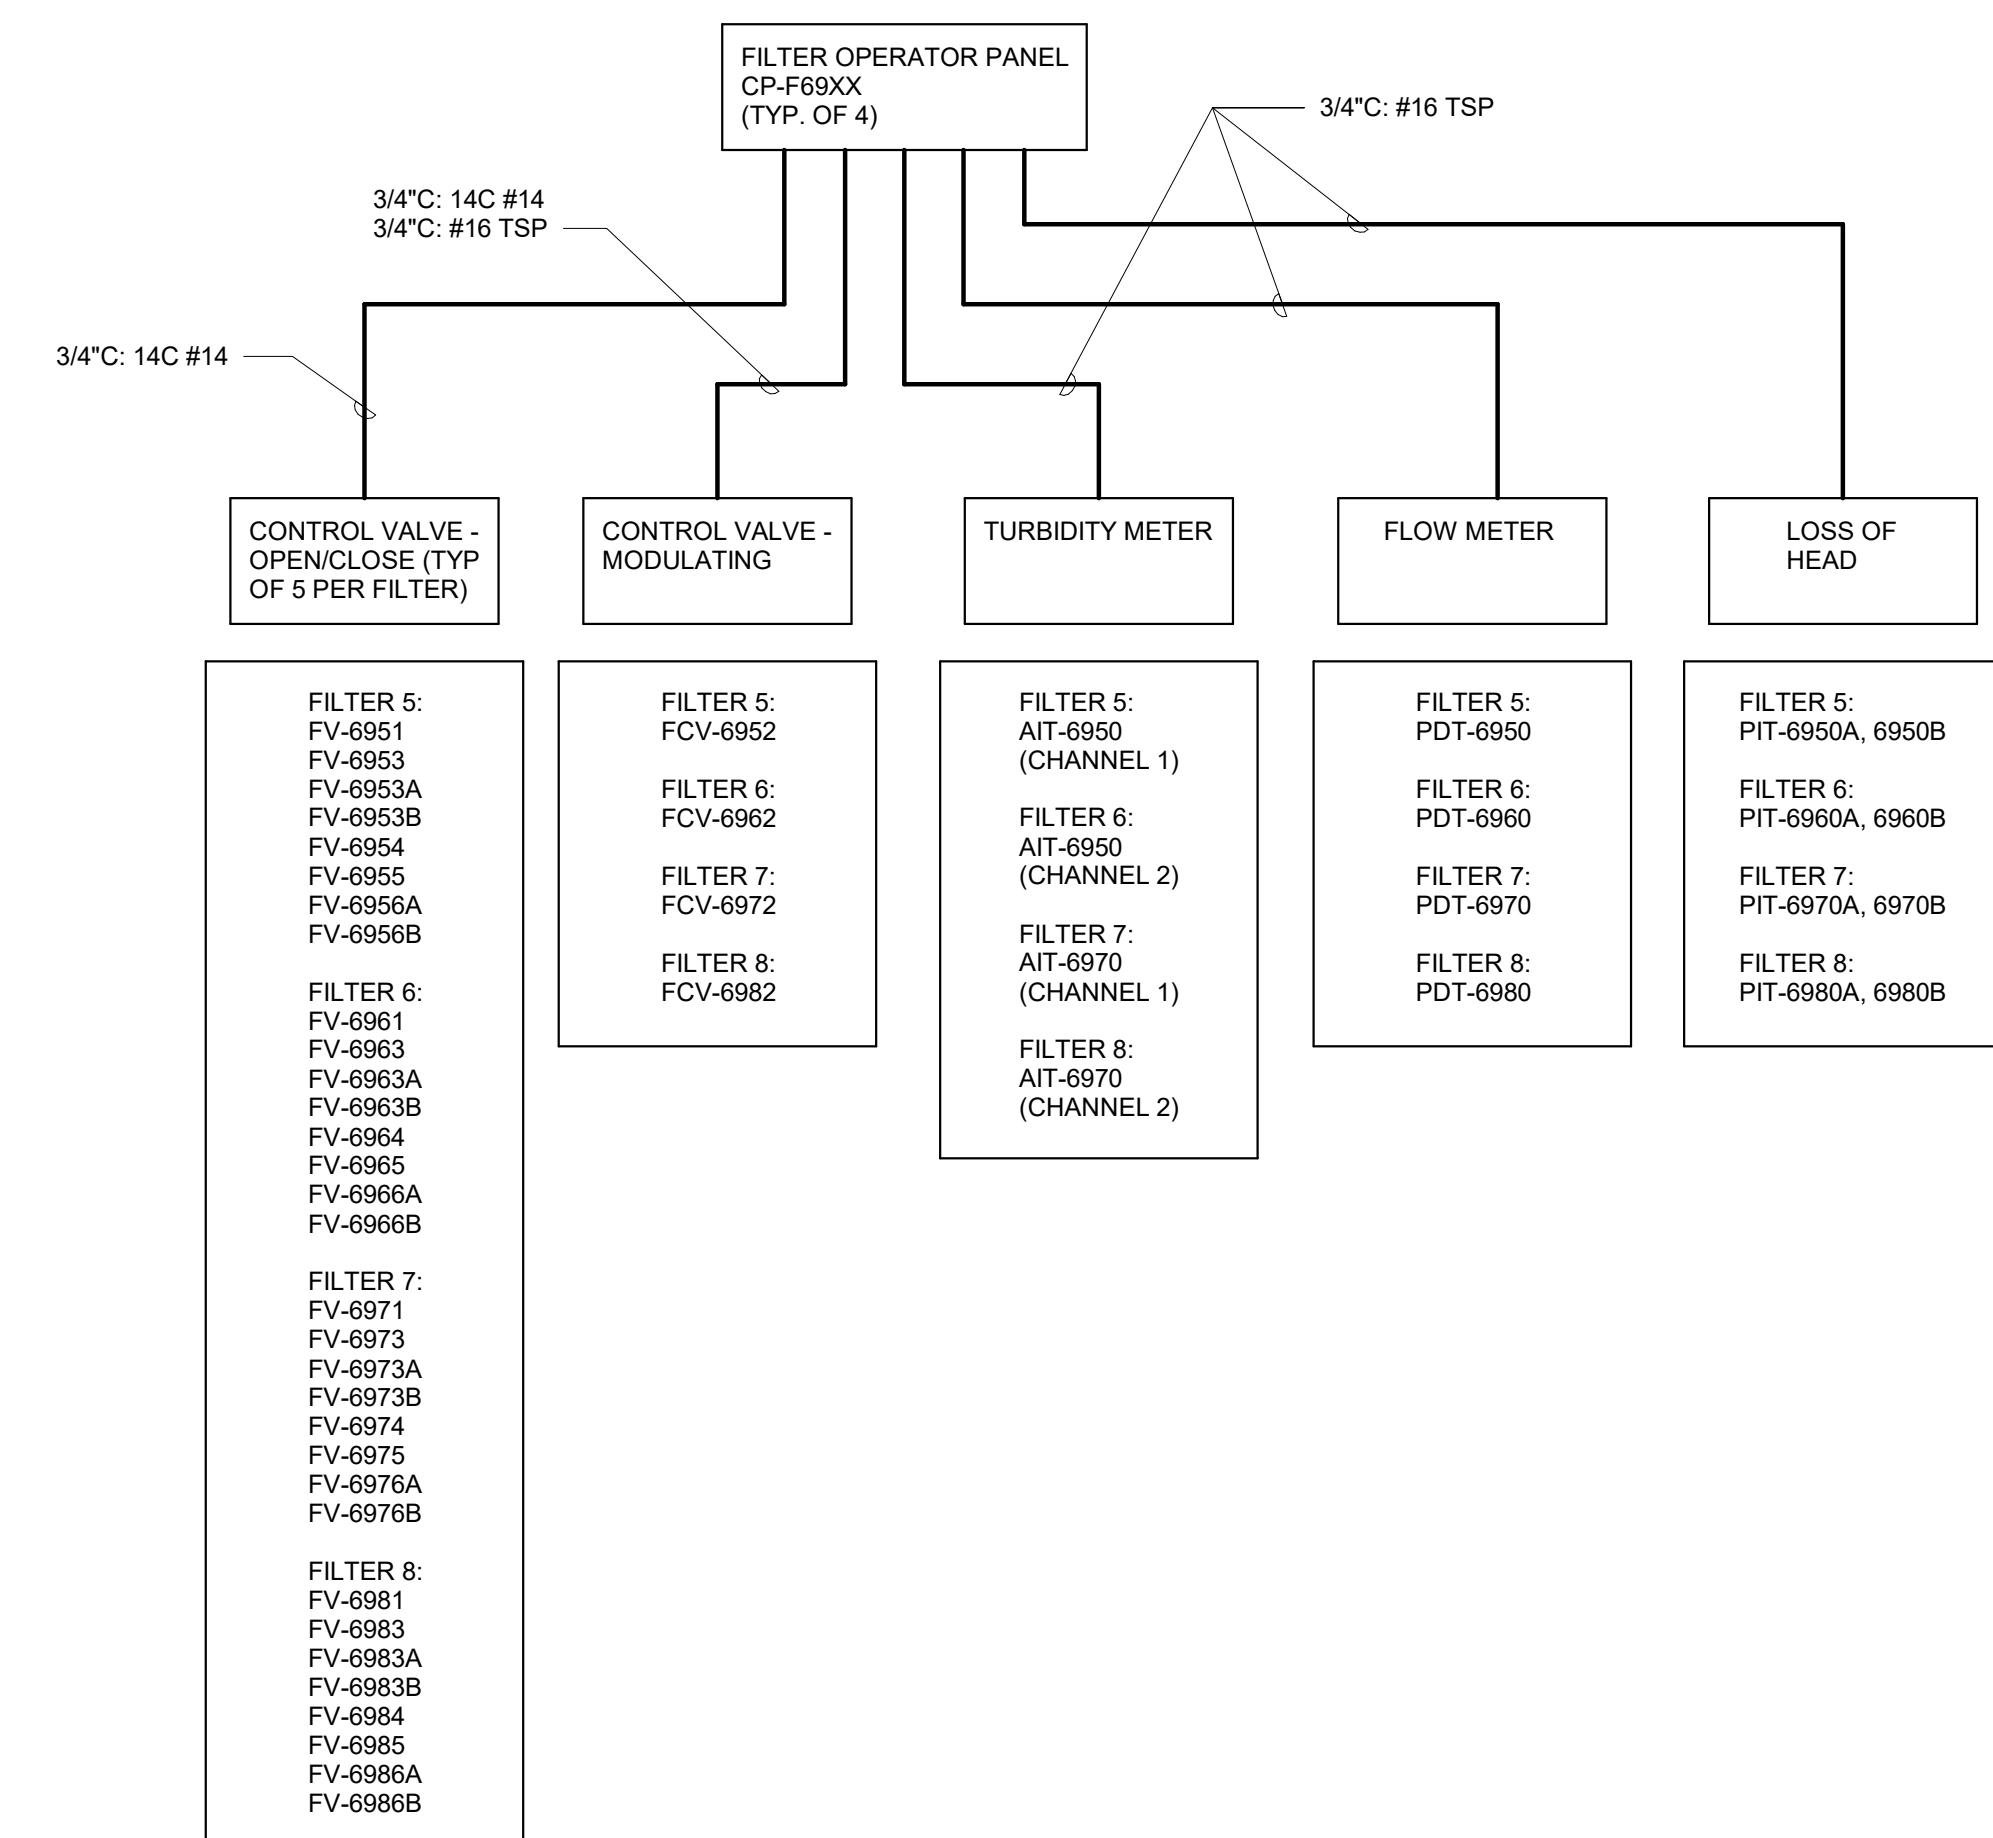 FILTER OPERATOR PANEL
CP-F69XX
(TYP. OF 4)
3/4"C: #16 TSP
3/4"C: 14C #14
3/4"C: #16 TSP
3/4"C: 14C #14
CONTROL VALVE -
OPEN/CLOSE (TYP
OF 5 PER FILTER)
CONTROL VALVE -
MODULATING
TURBIDITY METER
FLOW METER
LOSS OF
HEAD
FILTER 5:
FV-6951
FV-6953
FV-6953A
FV-6953B
FV-6954
FV-6955
FV-6956A
FV-6956B
FILTER 6:
FV-6961
FV-6963
FV-6963A
FV-6963B
FV-6964
FV-6965
FV-6966A
FV-6966B
FILTER 7:
FV-6971
FV-6973
FV-6973A
FV-6973B
FV-6974
FV-6975
FV-6976A
FV-6976B
FILTER 8:
FV-6981
FV-6983
FV-6983A
FV-6983B
FV-6984
FV-6985
FV-6986A
FV-6986B
FILTER 5:
FCV-6952
FILTER 6:
FCV-6962
FILTER 7:
FCV-6972
FILTER 8:
FCV-6982
FILTER 5:
AIT-6950
(CHANNEL 1)
FILTER 6:
AIT-6950
(CHANNEL 2)
FILTER 7:
AIT-6970
(CHANNEL 1)
FILTER 8:
AIT-6970
(CHANNEL 2)
FILTER 5:
PDT-6950
FILTER 6:
PDT-6960
FILTER 7:
PDT-6970
FILTER 8:
PDT-6980
FILTER 5:
PIT-6950A, 6950B
FILTER 6:
PIT-6960A, 6960B
FILTER 7:
PIT-6970A, 6970B
FILTER 8:
PIT-6980A, 6980B